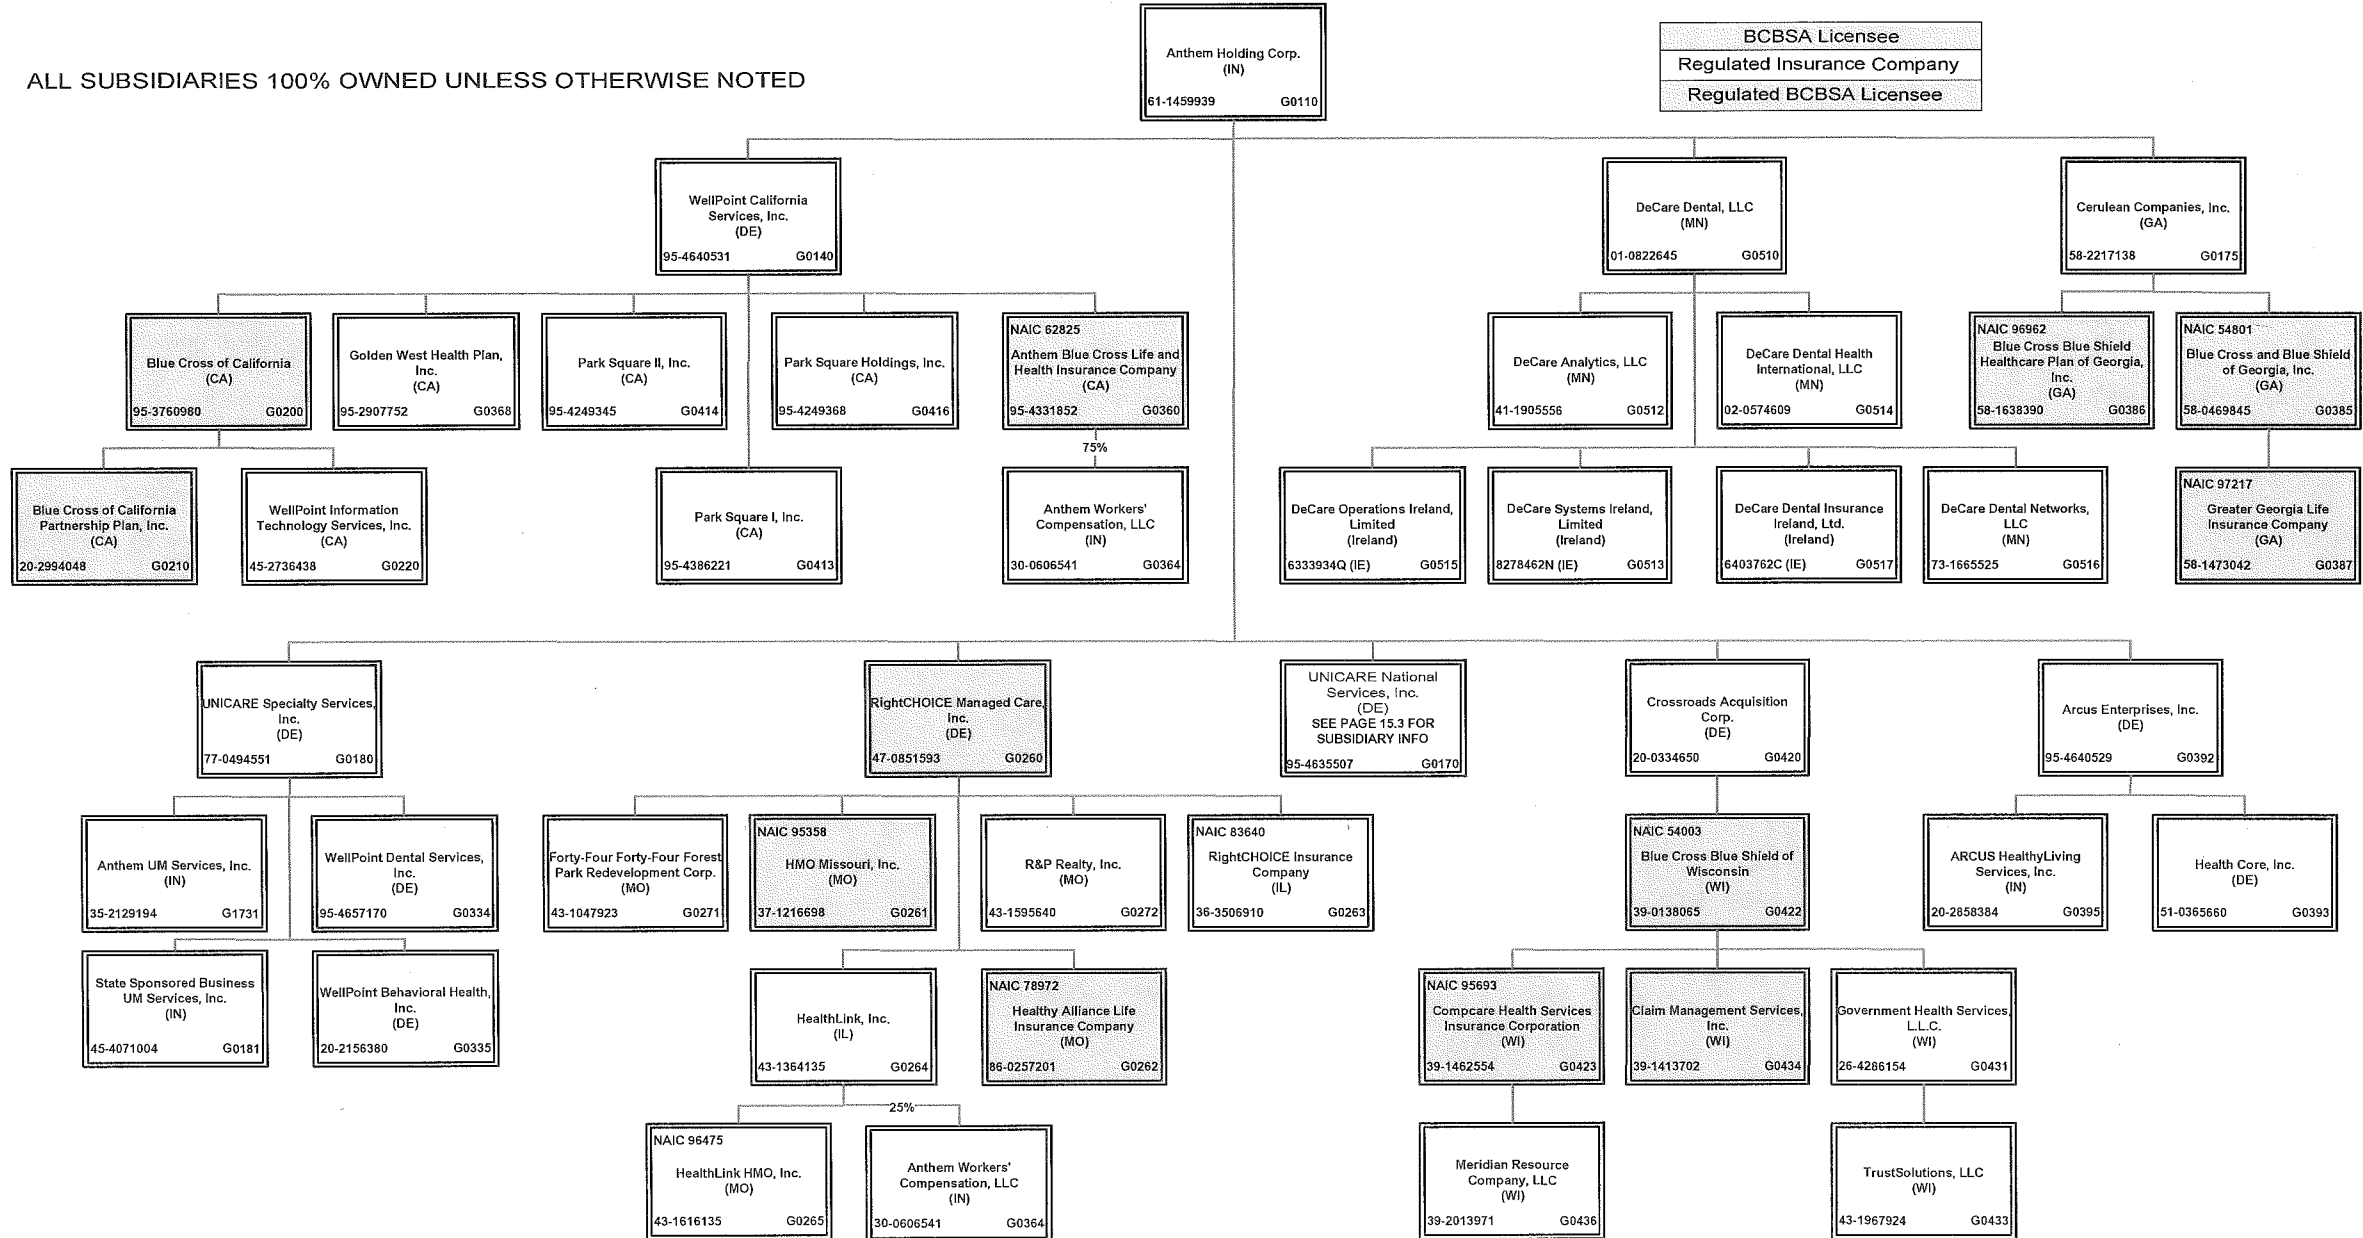 Anthem Holding Corp.
(IN)
61-1459939 G0110
BCBSA Licensee
Regulated Insurance Company
Regulated BCBSA Licensee
ALL SUBSIDIARIES 100% OWNED UNLESS OTHERWISE NOTED
WellPoint California
Services, Inc.
(DE)
95-4640531 G0140
DeCare Dental, LLC
(MN)
01-0822645 G0510
Cerulean Companies, Inc.
(GA)
58-2217138 G0175
Blue Cross of California
(CA)
95-3760980 G0200
Golden West Health Plan,
Inc.
(CA)
95-2907752 G0368
Park Square II, Inc.
(CA)
95-4249345 G0414
Park Square Holdings, Inc.
(CA)
95-4249368 G0416
NAIC 62825
Anthem Blue Cross Life and
Health Insurance Company
(CA)
95-4331852 G0360
DeCare Analytics, LLC
(MN)
41-1905556 G0512
DeCare Dental Health
International, LLC
(MN)
02-0574609 G0514
NAIC 96962
Blue Cross Blue Shield
Healthcare Plan of Georgia,
Inc.
(GA)
58-1638390 G0386
NAIC 54801
Blue Cross and Blue Shield
of Georgia, Inc.
(GA)
58-0469845 G0385
75%
Blue Cross of California
Partnership Plan, Inc.
(CA)
20-2994048 G0210
WellPoint Information
Technology Services, Inc.
(CA)
45-2736438 G0220
Park Square I, Inc.
(CA)
95-4386221 G0413
Anthem Workers'
Compensation, LLC
(IN)
30-0606541 G0364
DeCare Operations Ireland,
Limited
(Ireland)
6333934Q (IE) G0515
DeCare Systems Ireland,
Limited
(Ireland)
8278462N (IE) G0513
DeCare Dental Insurance
Ireland, Ltd.
(Ireland)
6403762C (IE) G0517
DeCare Dental Networks,
LLC
(MN)
73-1665525 G0516
NAIC 97217
Greater Georgia Life
Insurance Company
(GA)
58-1473042 G0387
UNICARE Specialty Services,
Inc.
(DE)
77-0494551 G0180
RightCHOICE Managed Care,
Inc.
(DE)
47-0851593 G0260
UNICARE National
Services, Inc.
(DE)
SEE PAGE 15.3 FOR
SUBSIDIARY INFO
95-4635507 G0170
Crossroads Acquisition
Corp.
(DE)
20-0334650 G0420
Arcus Enterprises, Inc.
(DE)
95-4640529 G0392
Anthem UM Services, Inc.
(IN)
35-2129194 G1731
WellPoint Dental Services,
Inc.
(DE)
95-4657170 G0334
Forty-Four Forty-Four Forest
Park Redevelopment Corp.
(MO)
43-1047923 G0271
NAIC 95358
HMO Missouri, Inc.
(MO)
37-1216698 G0261
R&P Realty, Inc.
(MO)
43-1595640 G0272
NAIC 83640
RightCHOICE Insurance
Company
(IL)
36-3506910 G0263
NAIC 54003
Blue Cross Blue Shield of
Wisconsin
(WI)
39-0138065 G0422
ARCUS HealthyLiving
Services, Inc.
(IN)
20-2858384 G0395
Health Core, Inc.
(DE)
51-0365660 G0393
State Sponsored Business
UM Services, Inc.
(IN)
45-4071004 G0181
WellPoint Behavioral Health,
Inc.
(DE)
20-2156380 G0335
HealthLink, Inc.
(IL)
43-1364135 G0264
NAIC 78972
Healthy Alliance Life
Insurance Company
(MO)
86-0257201 G0262
NAIC 95693
Compcare Health Services
Insurance Corporation
(WI)
39-1462554 G0423
Claim Management Services,
Inc.
(WI)
39-1413702 G0434
Government Health Services,
L.L.C.
(WI)
26-4286154 G0431
25%
NAIC 96475
HealthLink HMO, Inc.
(MO)
43-1616135 G0265
Anthem Workers'
Compensation, LLC
(IN)
30-0606541 G0364
Meridian Resource
Company, LLC
(WI)
39-2013971 G0436
TrustSolutions, LLC
(WI)
43-1967924 G0433